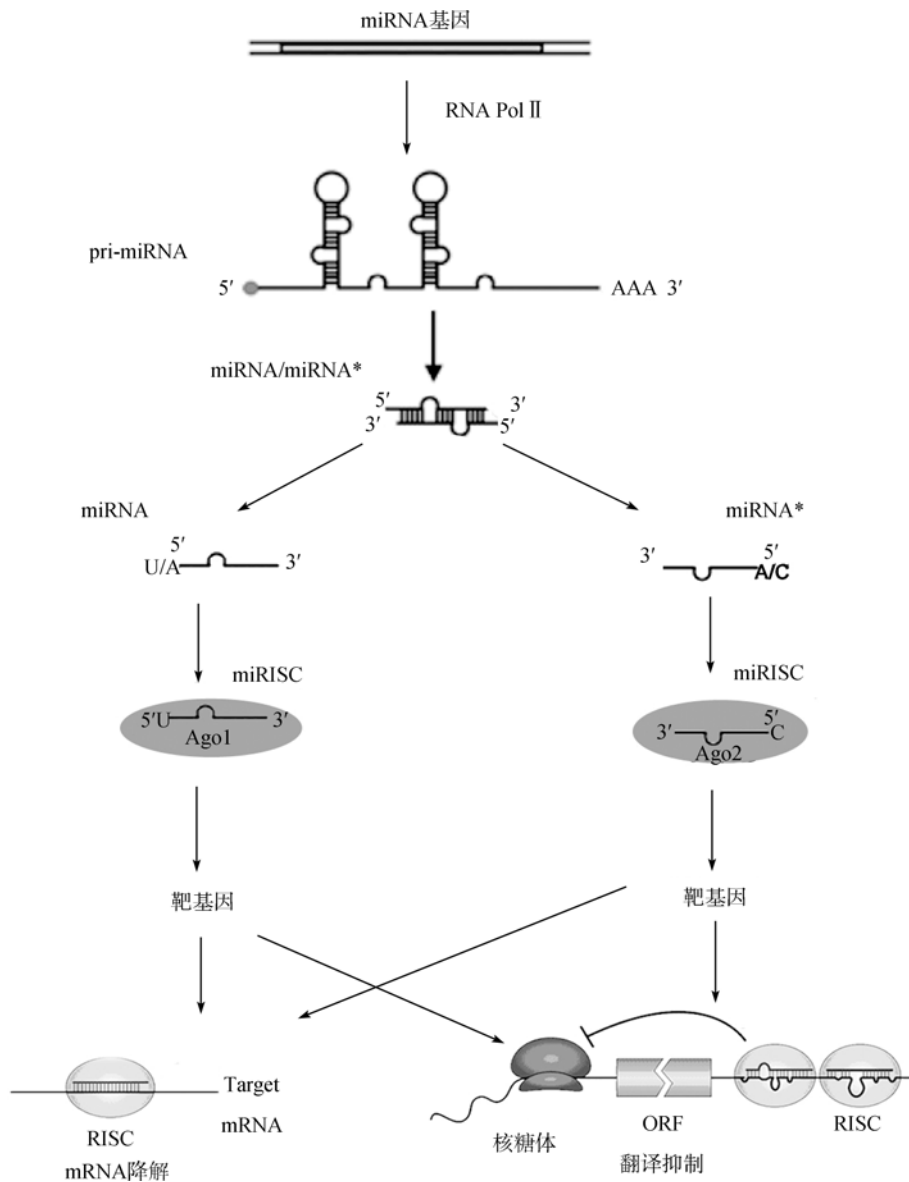 miRNA基因
RNA Pol Ⅱ
pri-miRNA
5′
AAA 3′
miRNA/miRNA*
5′ 3′
3′ 5′
miRNA
miRNA*
5′
U/A 3′
3′ 5′
A/C
miRISC
miRISC
5′U 3′
Ago1
3′ 5′
C
Ago2
靶基因
靶基因
Target
mRNA
RISC
mRNA降解
核糖体
ORF
RISC
翻译抑制